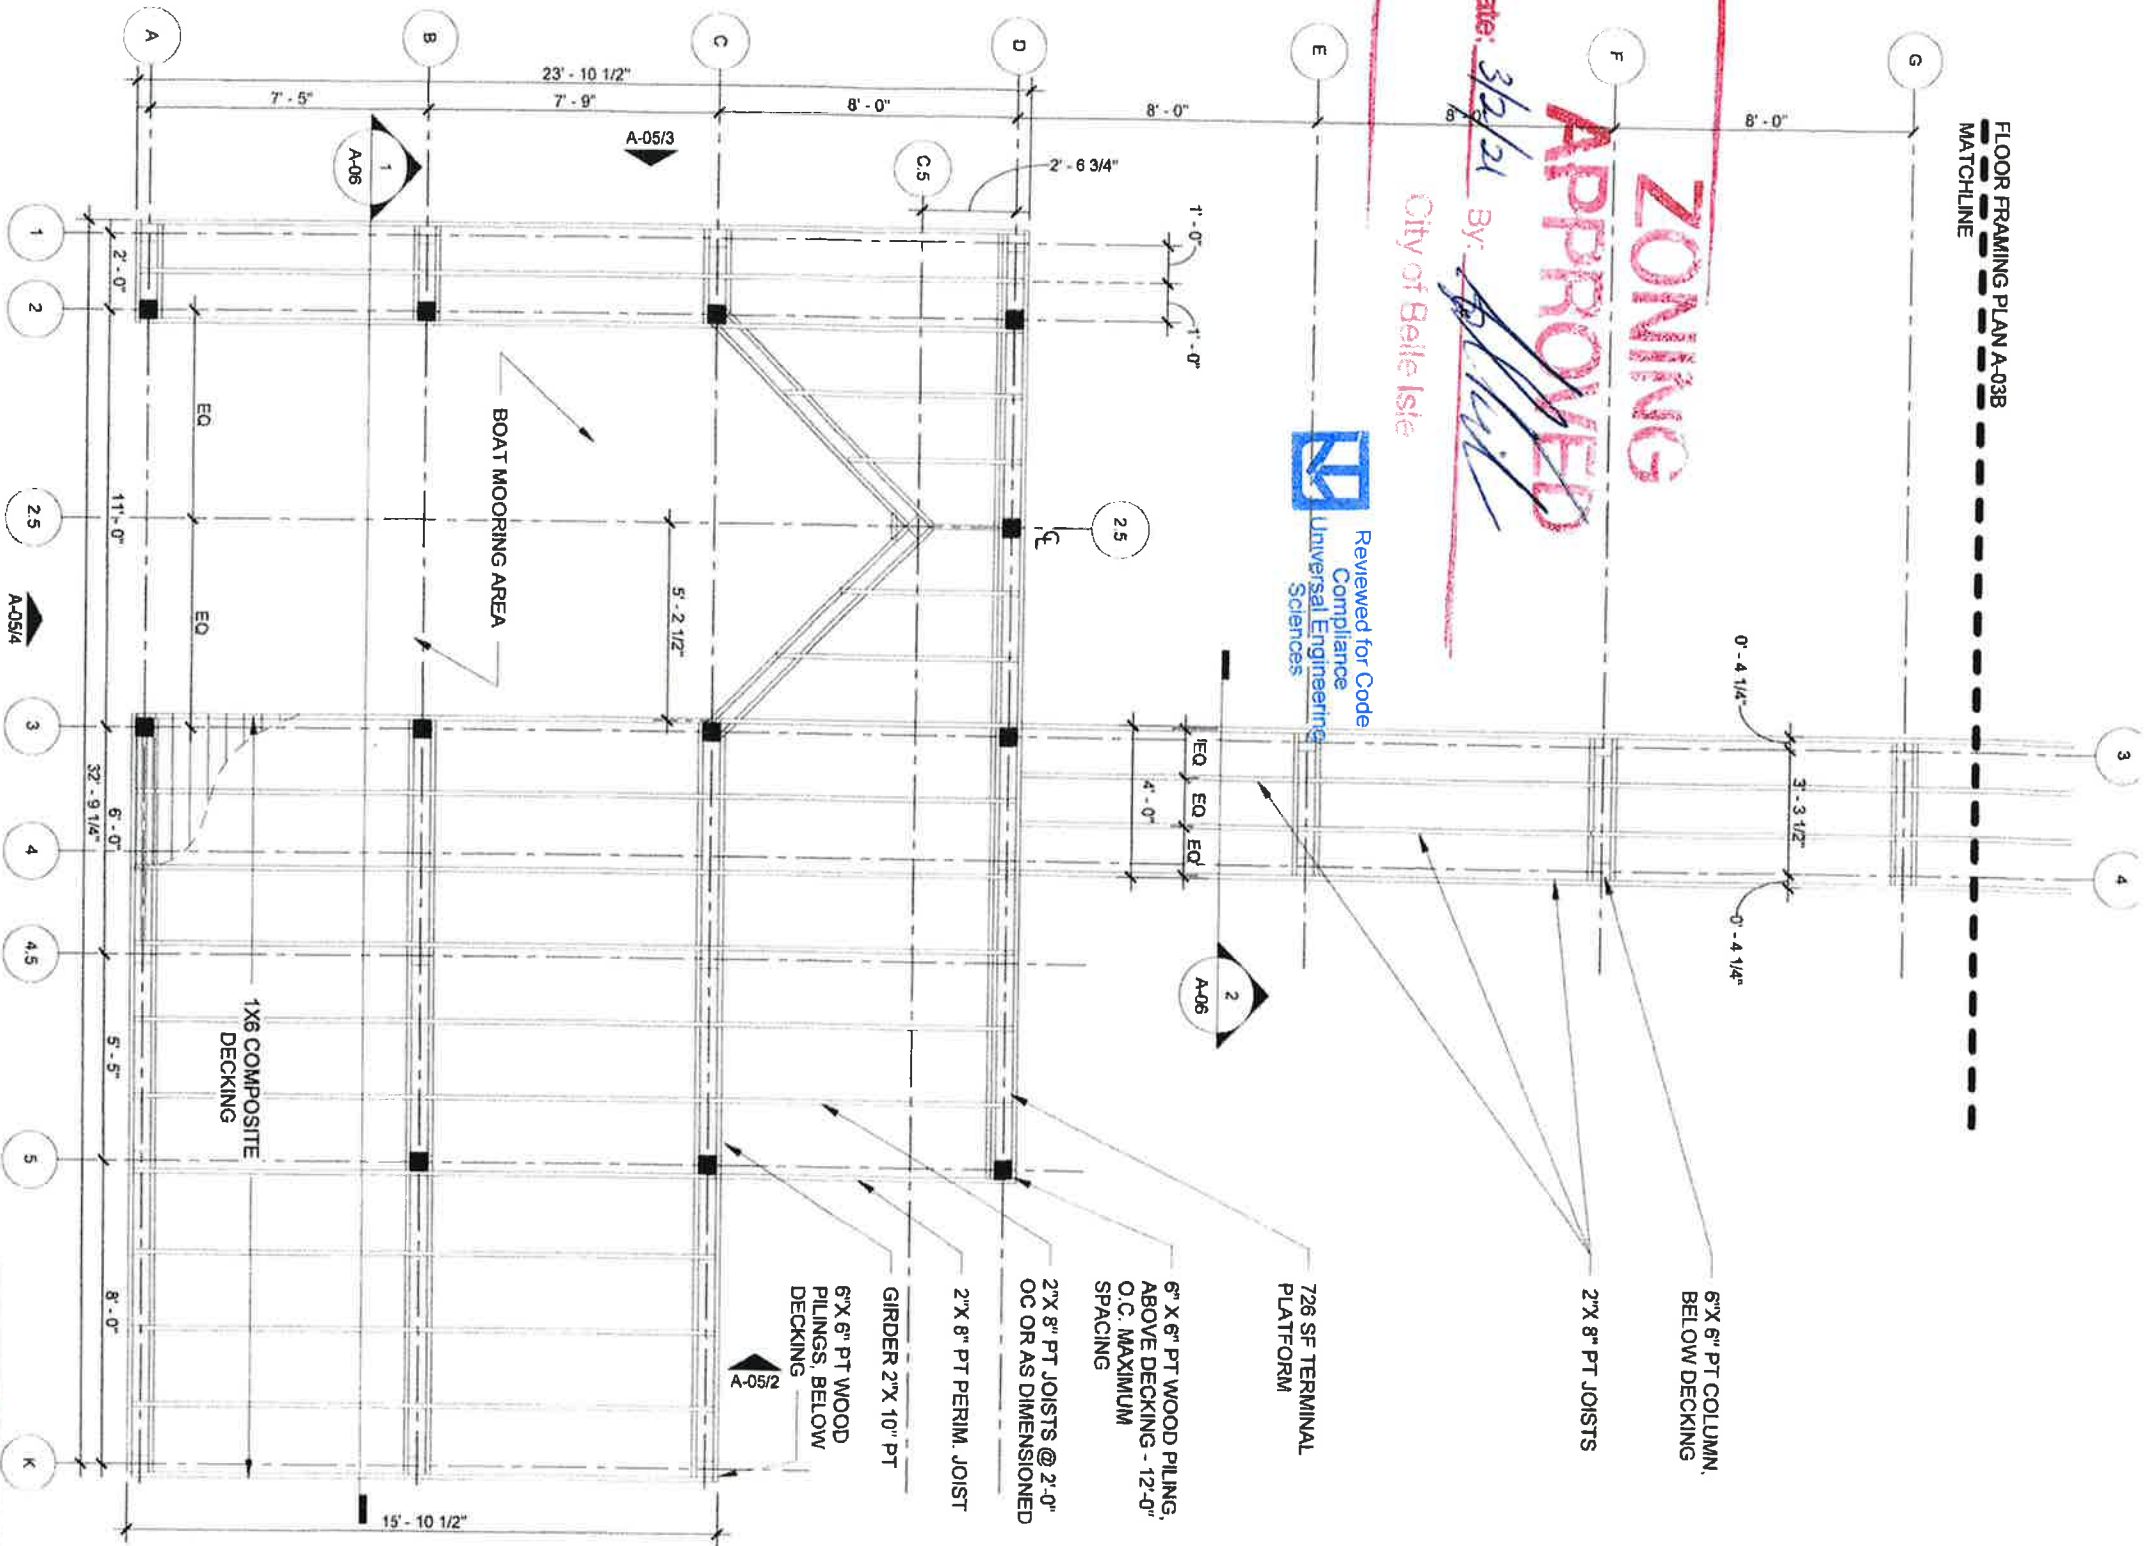 FLOOR FRAMING PLAN A-03B
MATCHLINE
ZONING
APPROVED
3/2/21
By:
City of Belle Isle
Reviewed for Code
Compliance
Universal Engineering
Sciences
A
B
C
D
E
F
G
23' - 10 1/2"
7' - 5"
7' - 9"
8' - 0"
8' - 0"
8' - 0"
1
A-06
A-05/3
C.5
2' - 6 3/4"
1' - 0"
1' - 0"
1
2
2.5
3
4
4.5
5
K
2' - 0"
11'- 0"
6' - 0"
5' - 5"
8' - 0"
32' - 9 1/4"
EQ
EQ
A-05/4
BOAT MOORING AREA
5' - 2 1/2"
2.5
℄
EQ
EQ
EQ
4' - 0"
0' - 4 1/4"
3' - 3 1/2"
0' - 4 1/4"
3
4
2
A-06
1X6 COMPOSITE
DECKING
6"X 6" PT COLUMN,
BELOW DECKING
2"X 8" PT JOISTS
726 SF TERMINAL
PLATFORM
6" X 6" PT WOOD PILING,
ABOVE DECKING - 12'-0"
O.C. MAXIMUM
SPACING
2"X 8" PT JOISTS @ 2'-0"
OC OR AS DIMENSIONED
2"X 8" PT PERIM. JOIST
GIRDER 2"X 10" PT
6"X 6" PT WOOD
PILINGS, BELOW
DECKING
A-05/2
15' - 10 1/2"